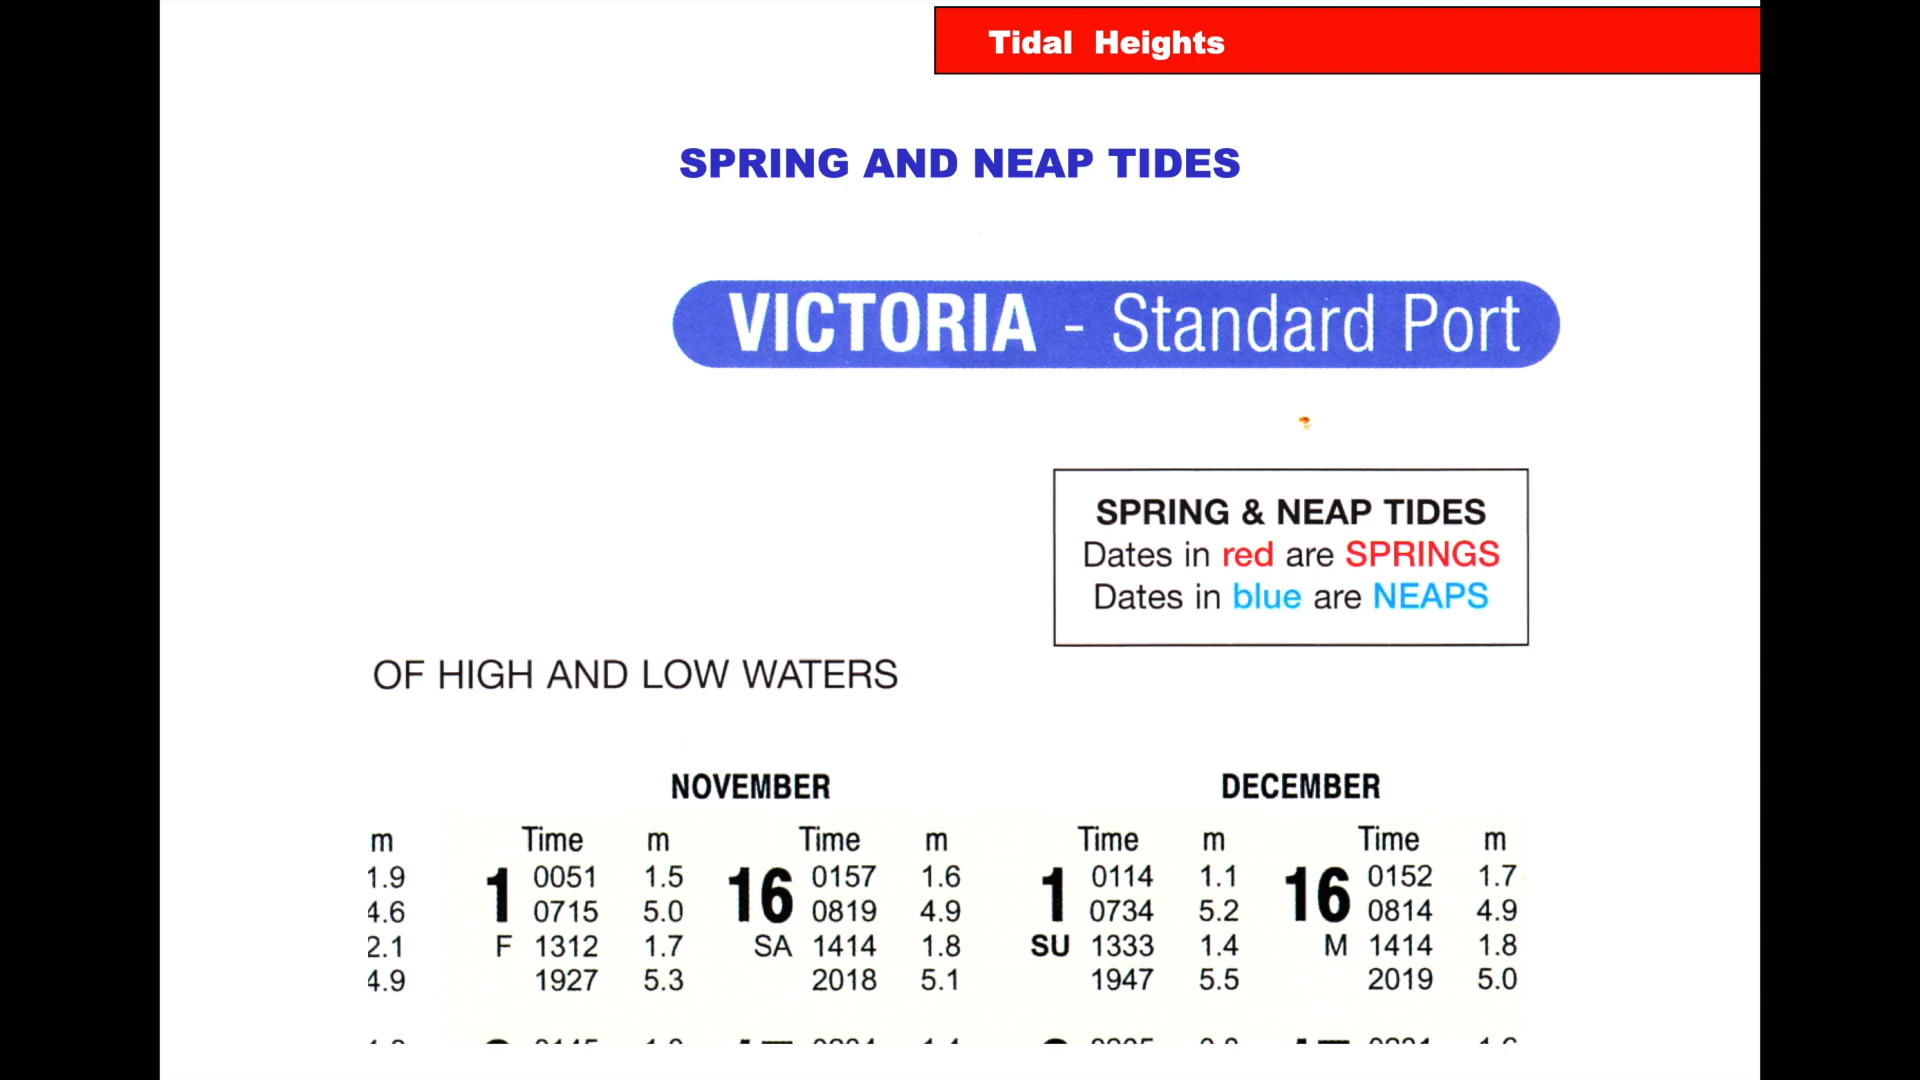 Tidal Heights
SPRING AND NEAP TIDES
VICTORIA - Standard Port
SPRING & NEAP TIDES
Dates in red are SPRINGS
Dates in blue are NEAPS
OF HIGH AND LOW WATERS
NOVEMBER DECEMBER
m Time m Time m Time m Time m
1.9 1 0051 1.5 16 0157 1.6 1 0114 1.1 16 0152 1.7
4.6 0715 5.0 0819 4.9 0734 5.2 0814 4.9
2.1 F 1312 1.7 SA 1414 1.8 SU 1333 1.4 M 1414 1.8
4.9 1927 5.3 2018 5.1 1947 5.5 2019 5.0